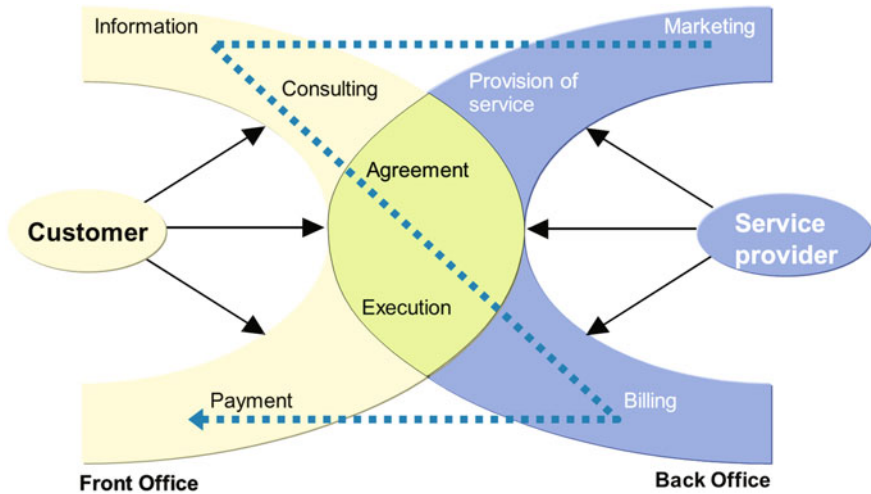 Information
Marketing
Consulting
Provision of
service
Agreement
Customer
Service
provider
Execution
Payment
Billing
Front Office
Back Office